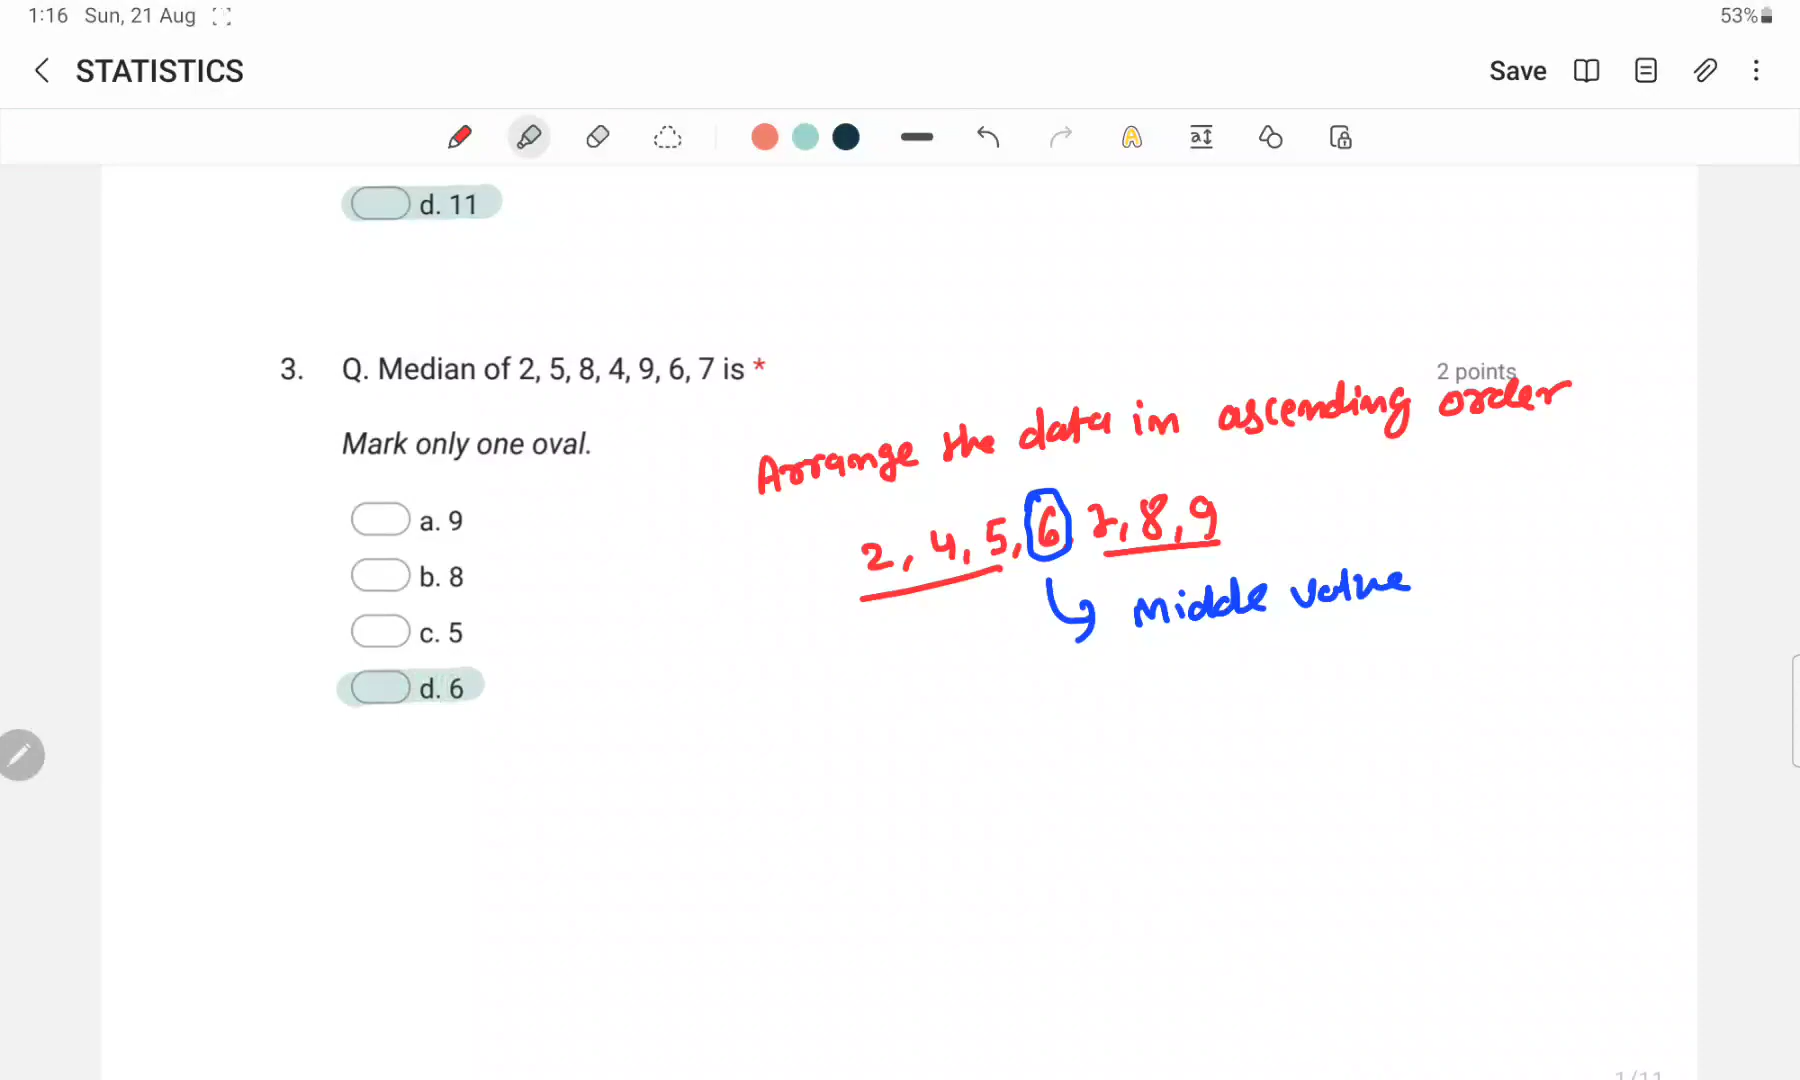 1:16 Sun, 21 Aug 53%
STATISTICS Save
d. 11
3. Q. Median of 2, 5, 8, 4, 9, 6, 7 is *
2 points
Mark only one oval.
Arrange the data in ascending order
a. 9
2, 4, 5, 6 7, 8, 9
b. 8
Middle value
c. 5
d. 6
1/11